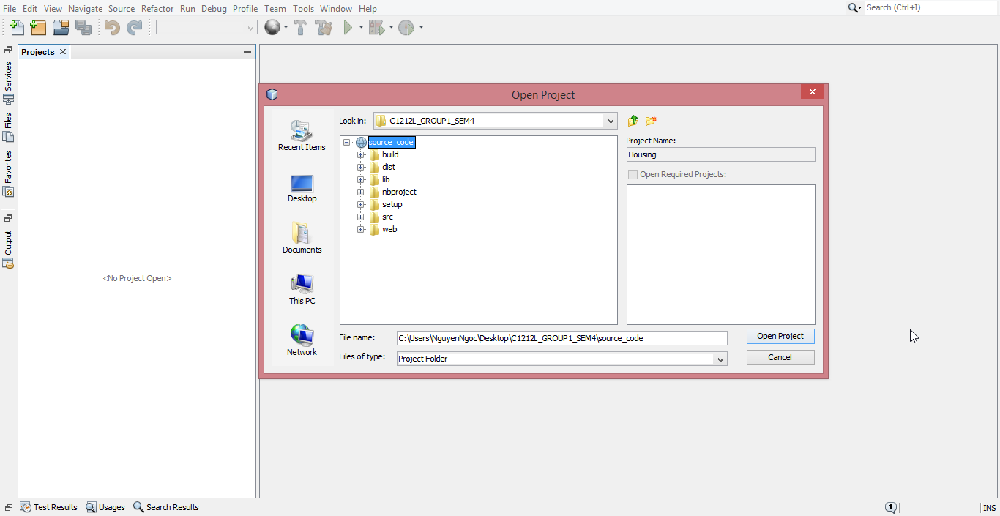 File Edit View Navigate Source Refactor Run Debug Profile Team Tools Window Help
Search (Ctrl+I)
Projects
Services
Files
Favorites
Output
<No Project Open>
Open Project
Look in: C1212L_GROUP1_SEM4
Recent Items
Desktop
Documents
This PC
Network
source_code
build
dist
lib
nbproject
setup
src
web
Project Name:
Housing
Open Required Projects:
File name: C:\Users\NguyenNgoc\Desktop\C1212L_GROUP1_SEM4\source_code
Files of type: Project Folder
Open Project
Cancel
Test Results Usages Search Results
1
INS